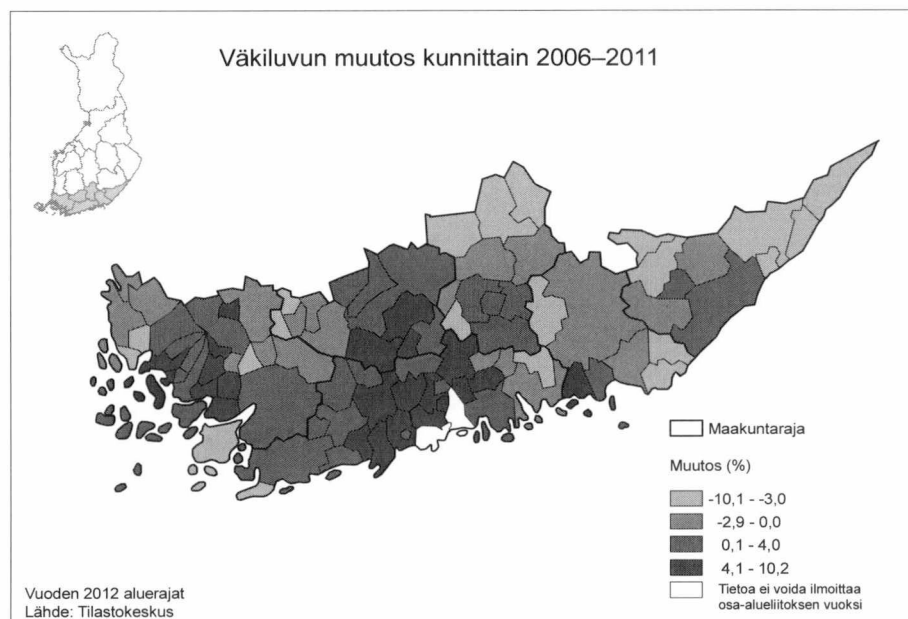 Väkiluvun muutos kunnittain 2006–2011
Maakuntaraja
Muutos (%)
-10,1 - -3,0
-2,9 - 0,0
0,1 - 4,0
4,1 - 10,2
Tietoa ei voida ilmoittaa
osa-alueliitoksen vuoksi
Vuoden 2012 aluerajat
Lähde: Tilastokeskus